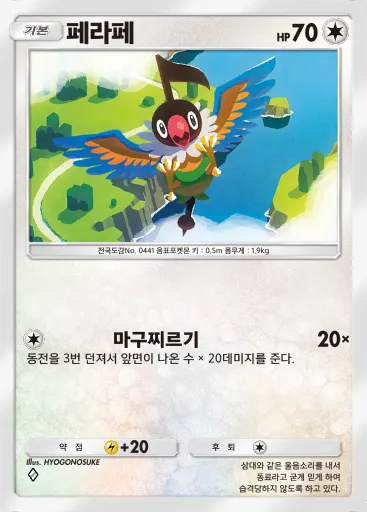 기본 페라페 HP 70
전국도감No. 0441 음표포켓몬 키 : 0.5m 몸무게 : 1.9kg
마구찌르기 20×
동전을 3번 던져서 앞면이 나온 수 × 20데미지를 준다.
약점 +20 후퇴
Illus. HYOGONOSUKE
상대와 같은 울음소리를 내서
동료라고 굳게 믿게 하여
습격당하지 않도록 하고 있다.